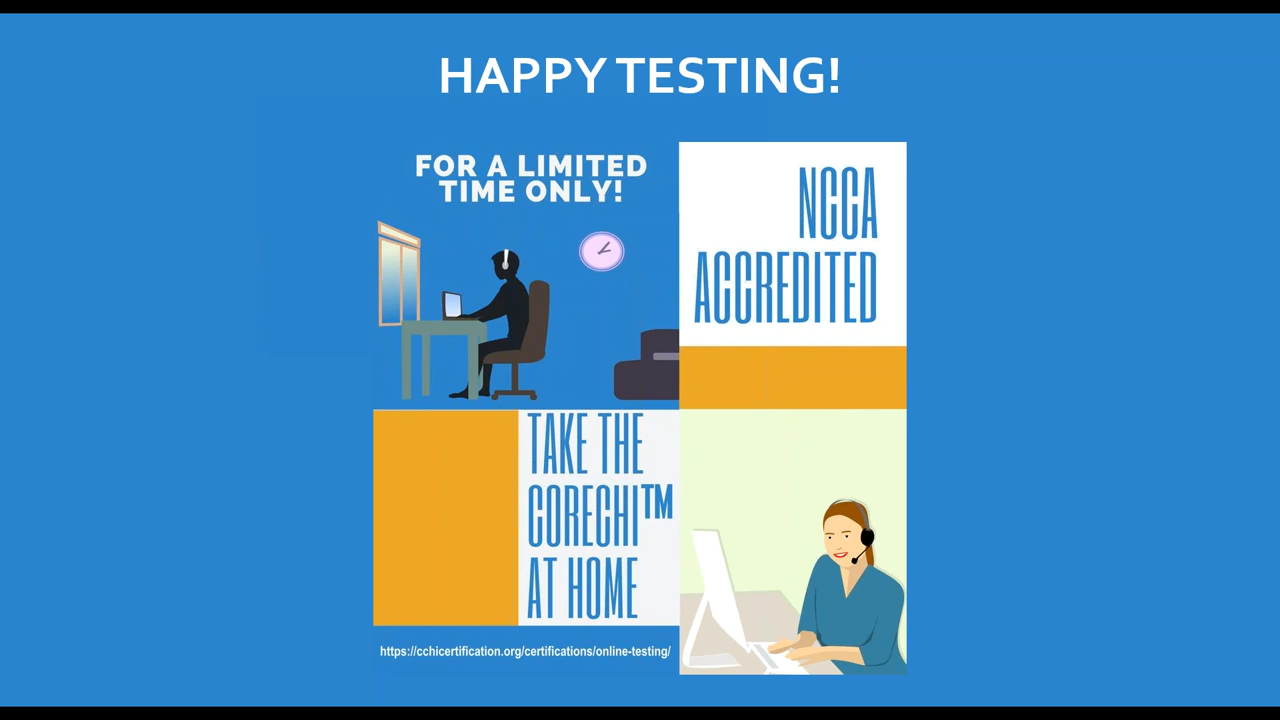 HAPPY TESTING!
FOR A LIMITED
TIME ONLY!
NCCA
ACCREDITED
TAKE THE
CORECHI™
AT HOME
https://cchicertification.org/certifications/online-testing/